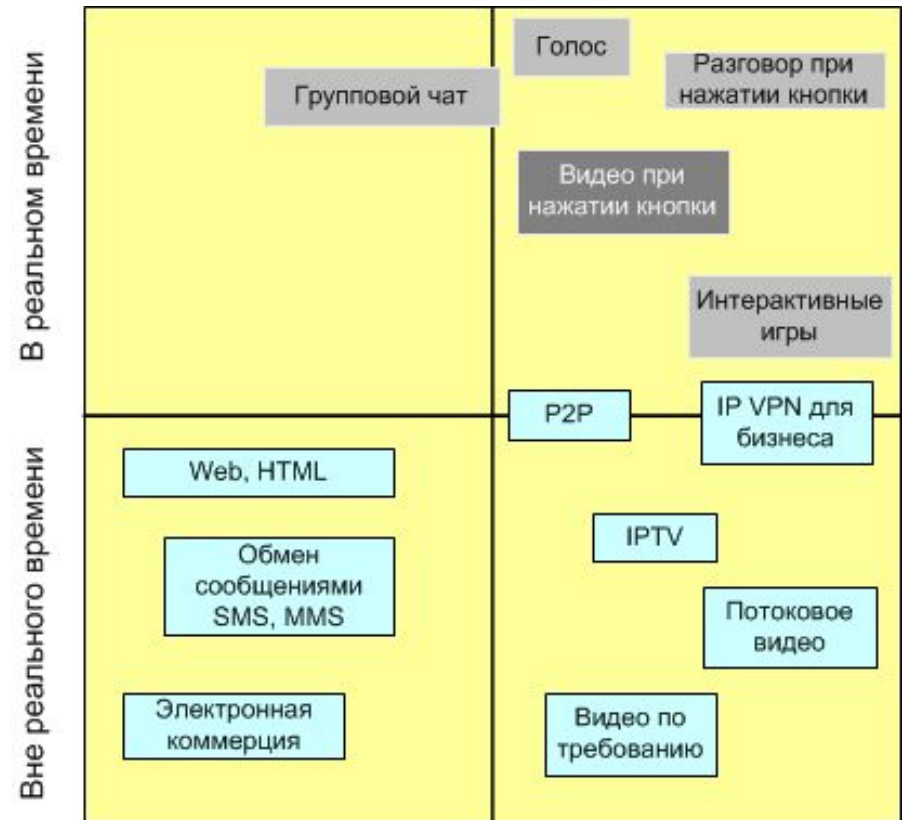 В реальном времени
Голос
Групповой чат
Разговор при
нажатии кнопки
Видео при
нажатии кнопки
Интерактивные
игры
P2P
IP VPN для
бизнеса
Вне реального времени
Web, HTML
IPTV
Обмен
сообщениями
SMS, MMS
Потоковое
видео
Электронная
коммерция
Видео по
требованию